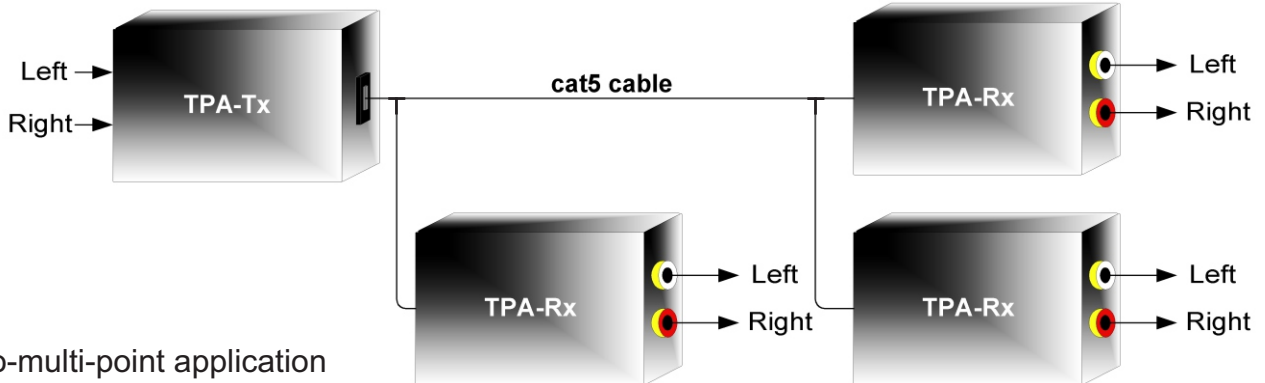 Left
Right
TPA-Tx
cat5 cable
TPA-Rx
Left
Right
TPA-Rx
Left
Right
TPA-Rx
Left
Right
o-multi-point application